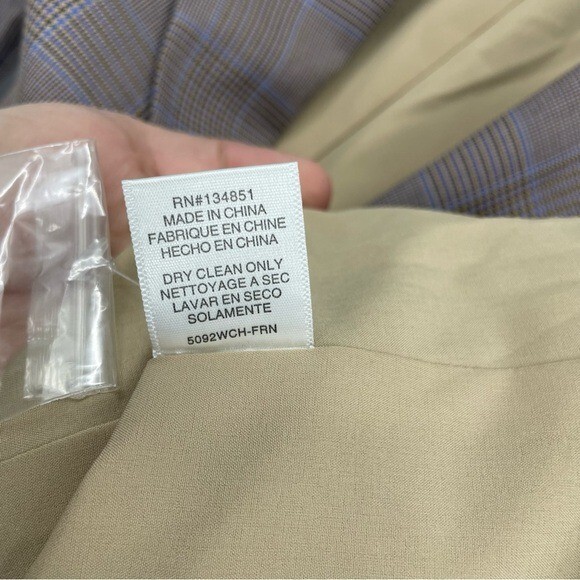 RN#134851
MADE IN CHINA
FABRIQUE EN CHINE
HECHO EN CHINA
DRY CLEAN ONLY
NETTOYAGE A SEC
LAVAR EN SECO
SOLAMENTE
5092WCH-FRN